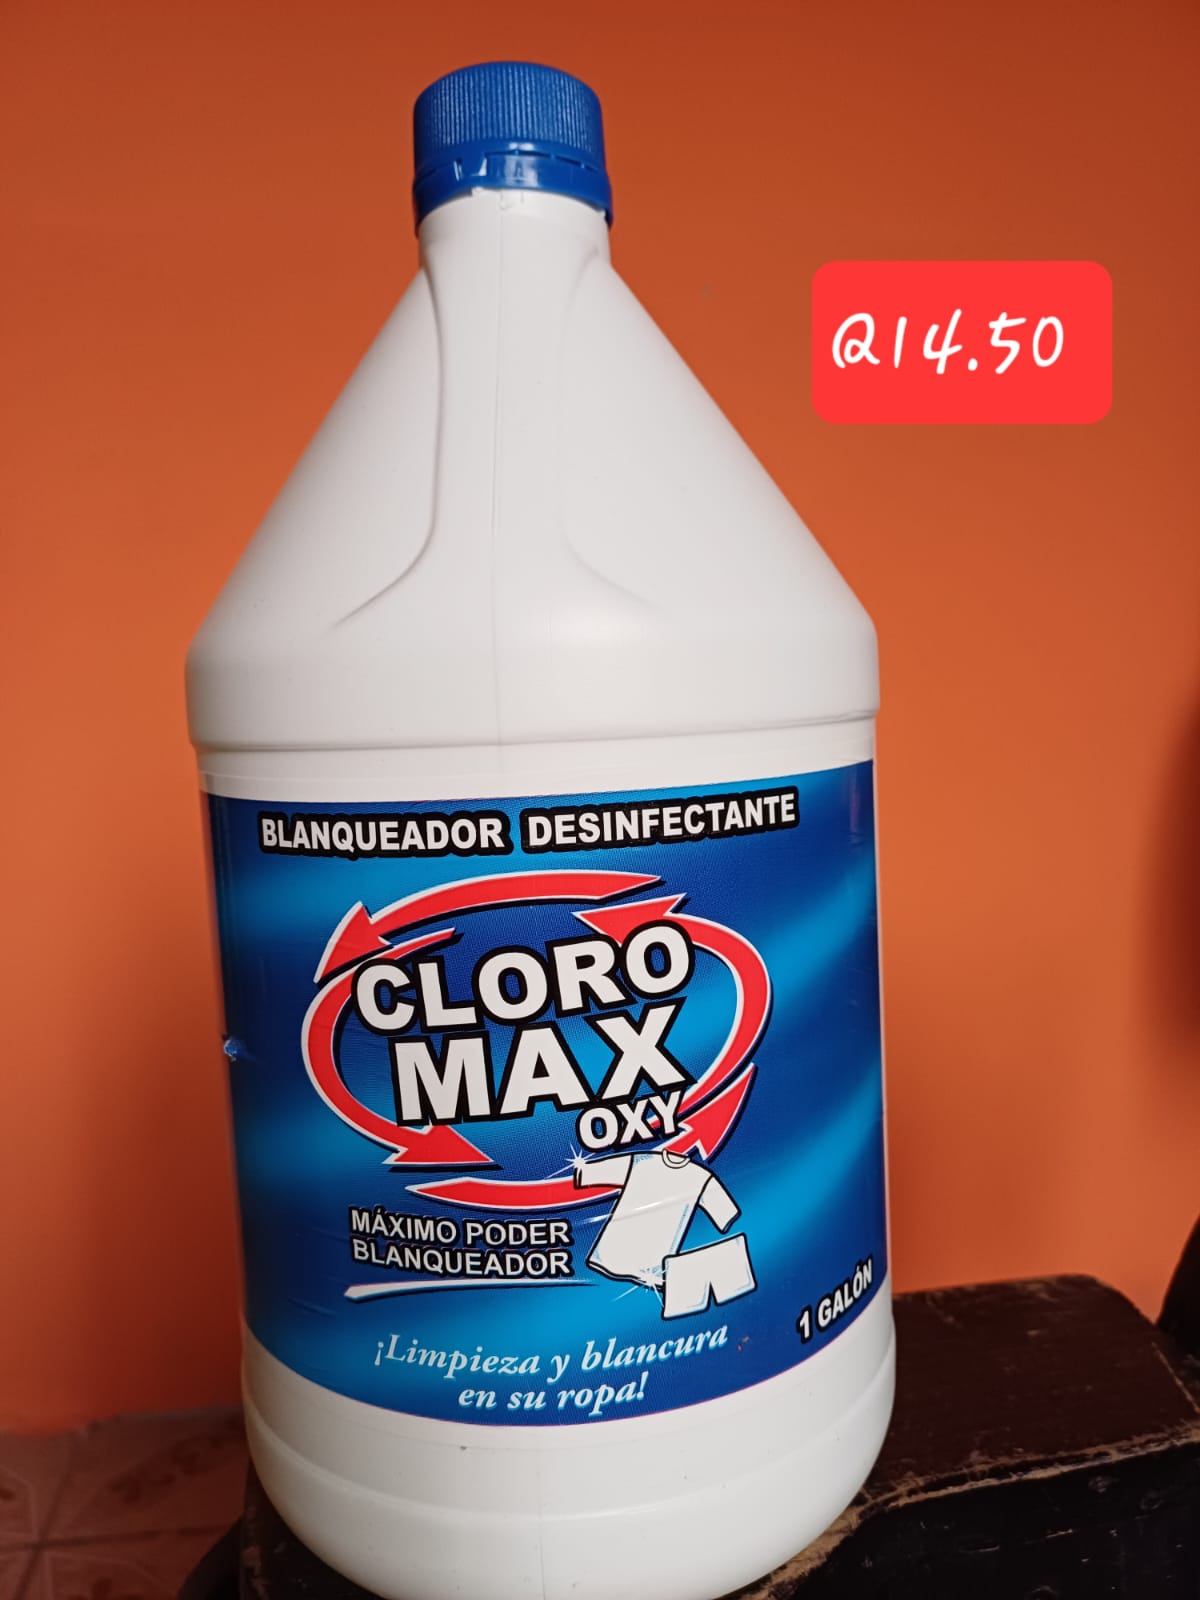 Q14.50
BLANQUEADOR DESINFECTANTE
CLORO
MAX
OXY
MÁXIMO PODER
BLANQUEADOR
1 GALÓN
¡Limpieza y blancura
en su ropa!